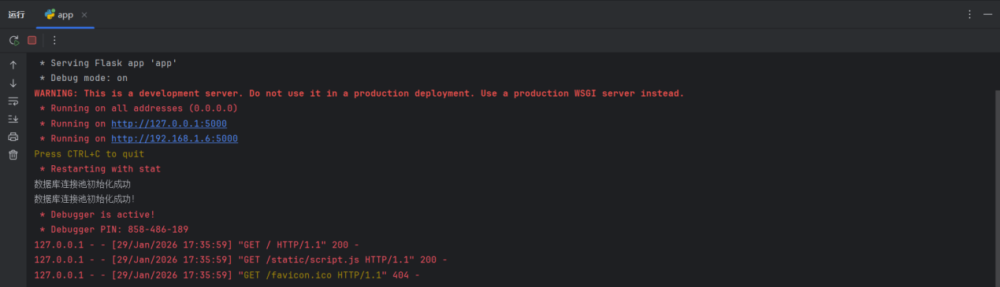 运行 app
* Serving Flask app 'app'
* Debug mode: on
WARNING: This is a development server. Do not use it in a production deployment. Use a production WSGI server instead.
* Running on all addresses (0.0.0.0)
* Running on http://127.0.0.1:5000
* Running on http://192.168.1.6:5000
Press CTRL+C to quit
* Restarting with stat
数据库连接池初始化成功
数据库连接池初始化成功!
* Debugger is active!
* Debugger PIN: 858-486-189
127.0.0.1 - - [29/Jan/2026 17:35:59] "GET / HTTP/1.1" 200 -
127.0.0.1 - - [29/Jan/2026 17:35:59] "GET /static/script.js HTTP/1.1" 200 -
127.0.0.1 - - [29/Jan/2026 17:35:59] "GET /favicon.ico HTTP/1.1" 404 -